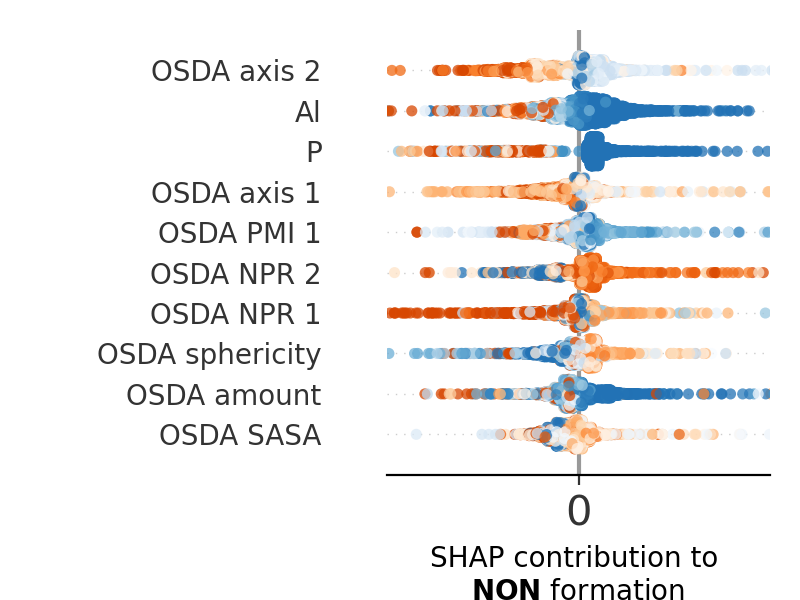 OSDA axis 2
Al
P
OSDA axis 1
OSDA PMI 1
OSDA NPR 2
OSDA NPR 1
OSDA sphericity
OSDA amount
OSDA SASA
0
SHAP contribution to
NON formation